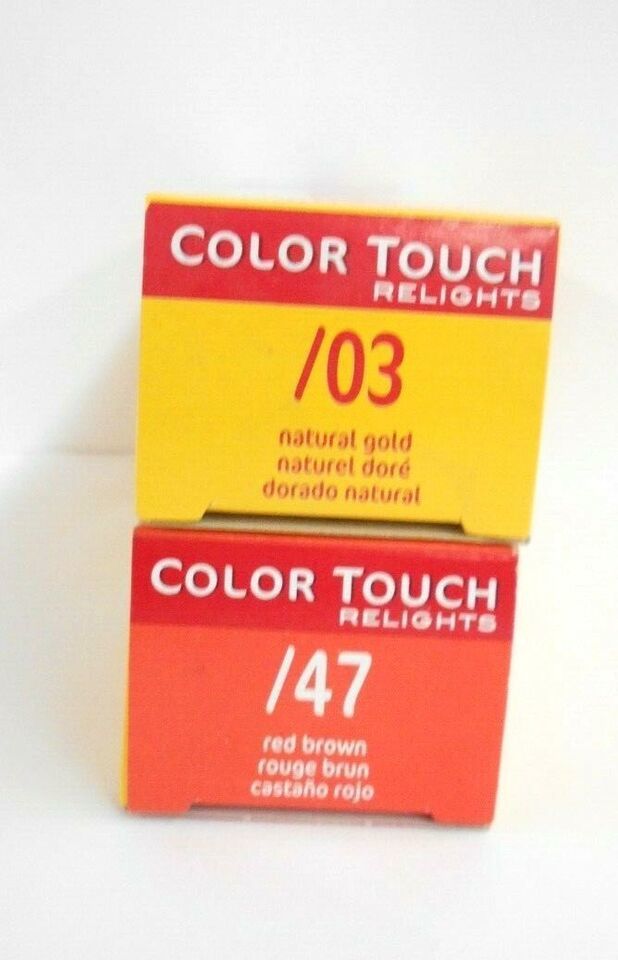 COLOR TOUCH
RELIGHTS
/03
natural gold
naturel doré
dorado natural
COLOR TOUCH
RELIGHTS
/47
red brown
rouge brun
castaño rojo